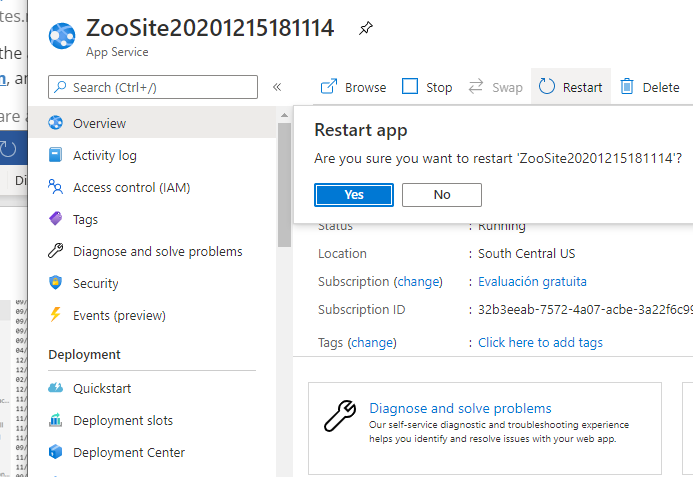 ZooSite20201215181114
App Service
Search (Ctrl+/)
«
Browse
Stop
Swap
Restart
Delete
Restart app
Are you sure you want to restart 'ZooSite20201215181114'?
Yes
No
Overview
Activity log
Access control (IAM)
Tags
Diagnose and solve problems
Security
Events (preview)
Deployment
Quickstart
Deployment slots
Deployment Center
Status : Running
Location : South Central US
Subscription (change) : Evaluación gratuita
Subscription ID : 32b3eeab-7572-4a07-acbe-3a22f6c99
Tags (change) : Click here to add tags
Diagnose and solve problems
Our self-service diagnostic and troubleshooting experience
helps you identify and resolve issues with your web app.